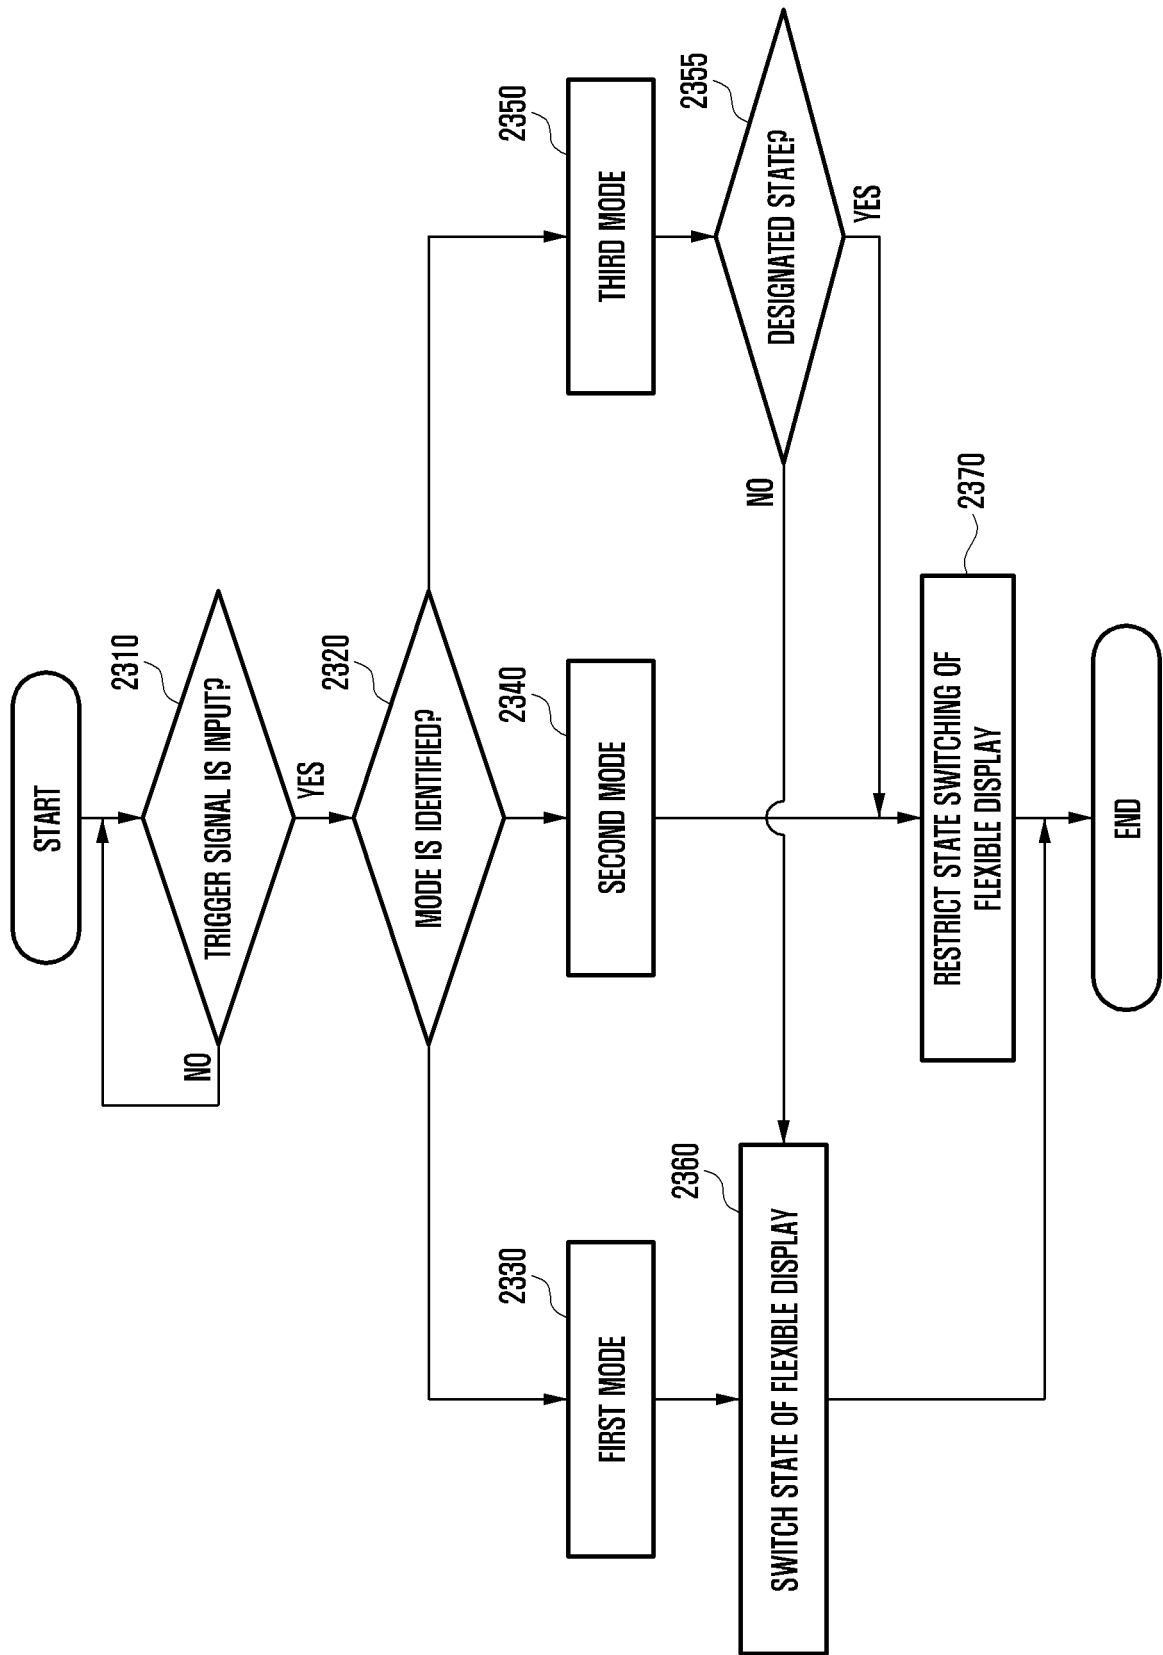 START
2310
TRIGGER SIGNAL IS INPUT?
NO
YES
2320
MODE IS IDENTIFIED?
2330
FIRST MODE
2340
SECOND MODE
2350
THIRD MODE
2355
DESIGNATED STATE?
NO
YES
2360
SWITCH STATE OF FLEXIBLE DISPLAY
2370
RESTRICT STATE SWITCHING OF
FLEXIBLE DISPLAY
END